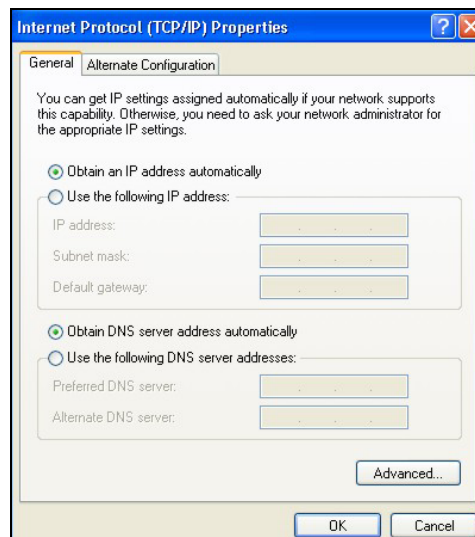 Internet Protocol (TCP/IP) Properties
General
Alternate Configuration
You can get IP settings assigned automatically if your network supports
this capability. Otherwise, you need to ask your network administrator for
the appropriate IP settings.
Obtain an IP address automatically
Use the following IP address:
IP address:
Subnet mask:
Default gateway:
Obtain DNS server address automatically
Use the following DNS server addresses:
Preferred DNS server:
Alternate DNS server:
Advanced...
OK
Cancel